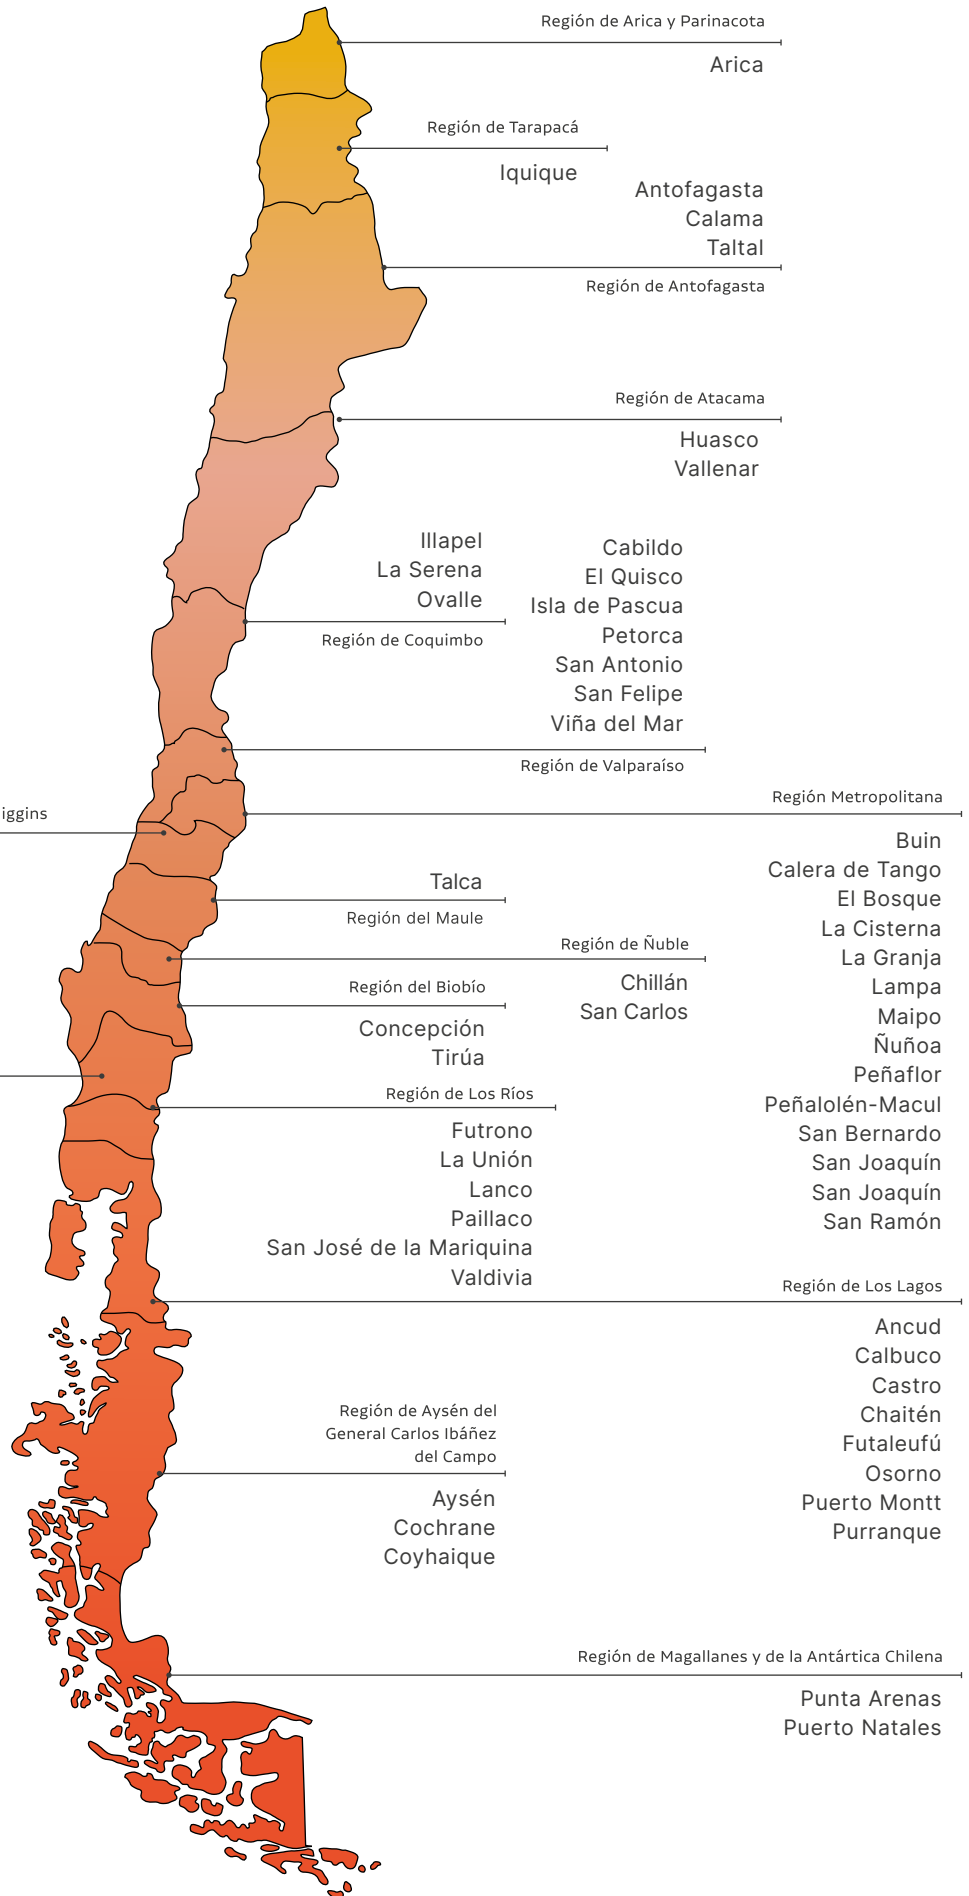 Región de Arica y Parinacota
Arica
Región de Tarapacá
Iquique
Antofagasta
Calama
Taltal
Región de Antofagasta
Región de Atacama
Huasco
Vallenar
Illapel
La Serena
Ovalle
Región de Coquimbo
Cabildo
El Quisco
Isla de Pascua
Petorca
San Antonio
San Felipe
Viña del Mar
Región de Valparaíso
iggins
Región Metropolitana
Buin
Calera de Tango
El Bosque
La Cisterna
La Granja
Lampa
Maipo
Ñuñoa
Peñaflor
Peñalolén-Macul
San Bernardo
San Joaquín
San Joaquín
San Ramón
Talca
Región del Maule
Región de Ñuble
Chillán
San Carlos
Región del Biobío
Concepción
Tirúa
Región de Los Ríos
Futrono
La Unión
Lanco
Paillaco
San José de la Mariquina
Valdivia
Región de Los Lagos
Ancud
Calbuco
Castro
Chaitén
Futaleufú
Osorno
Puerto Montt
Purranque
Región de Aysén del
General Carlos Ibáñez
del Campo
Aysén
Cochrane
Coyhaique
Región de Magallanes y de la Antártica Chilena
Punta Arenas
Puerto Natales